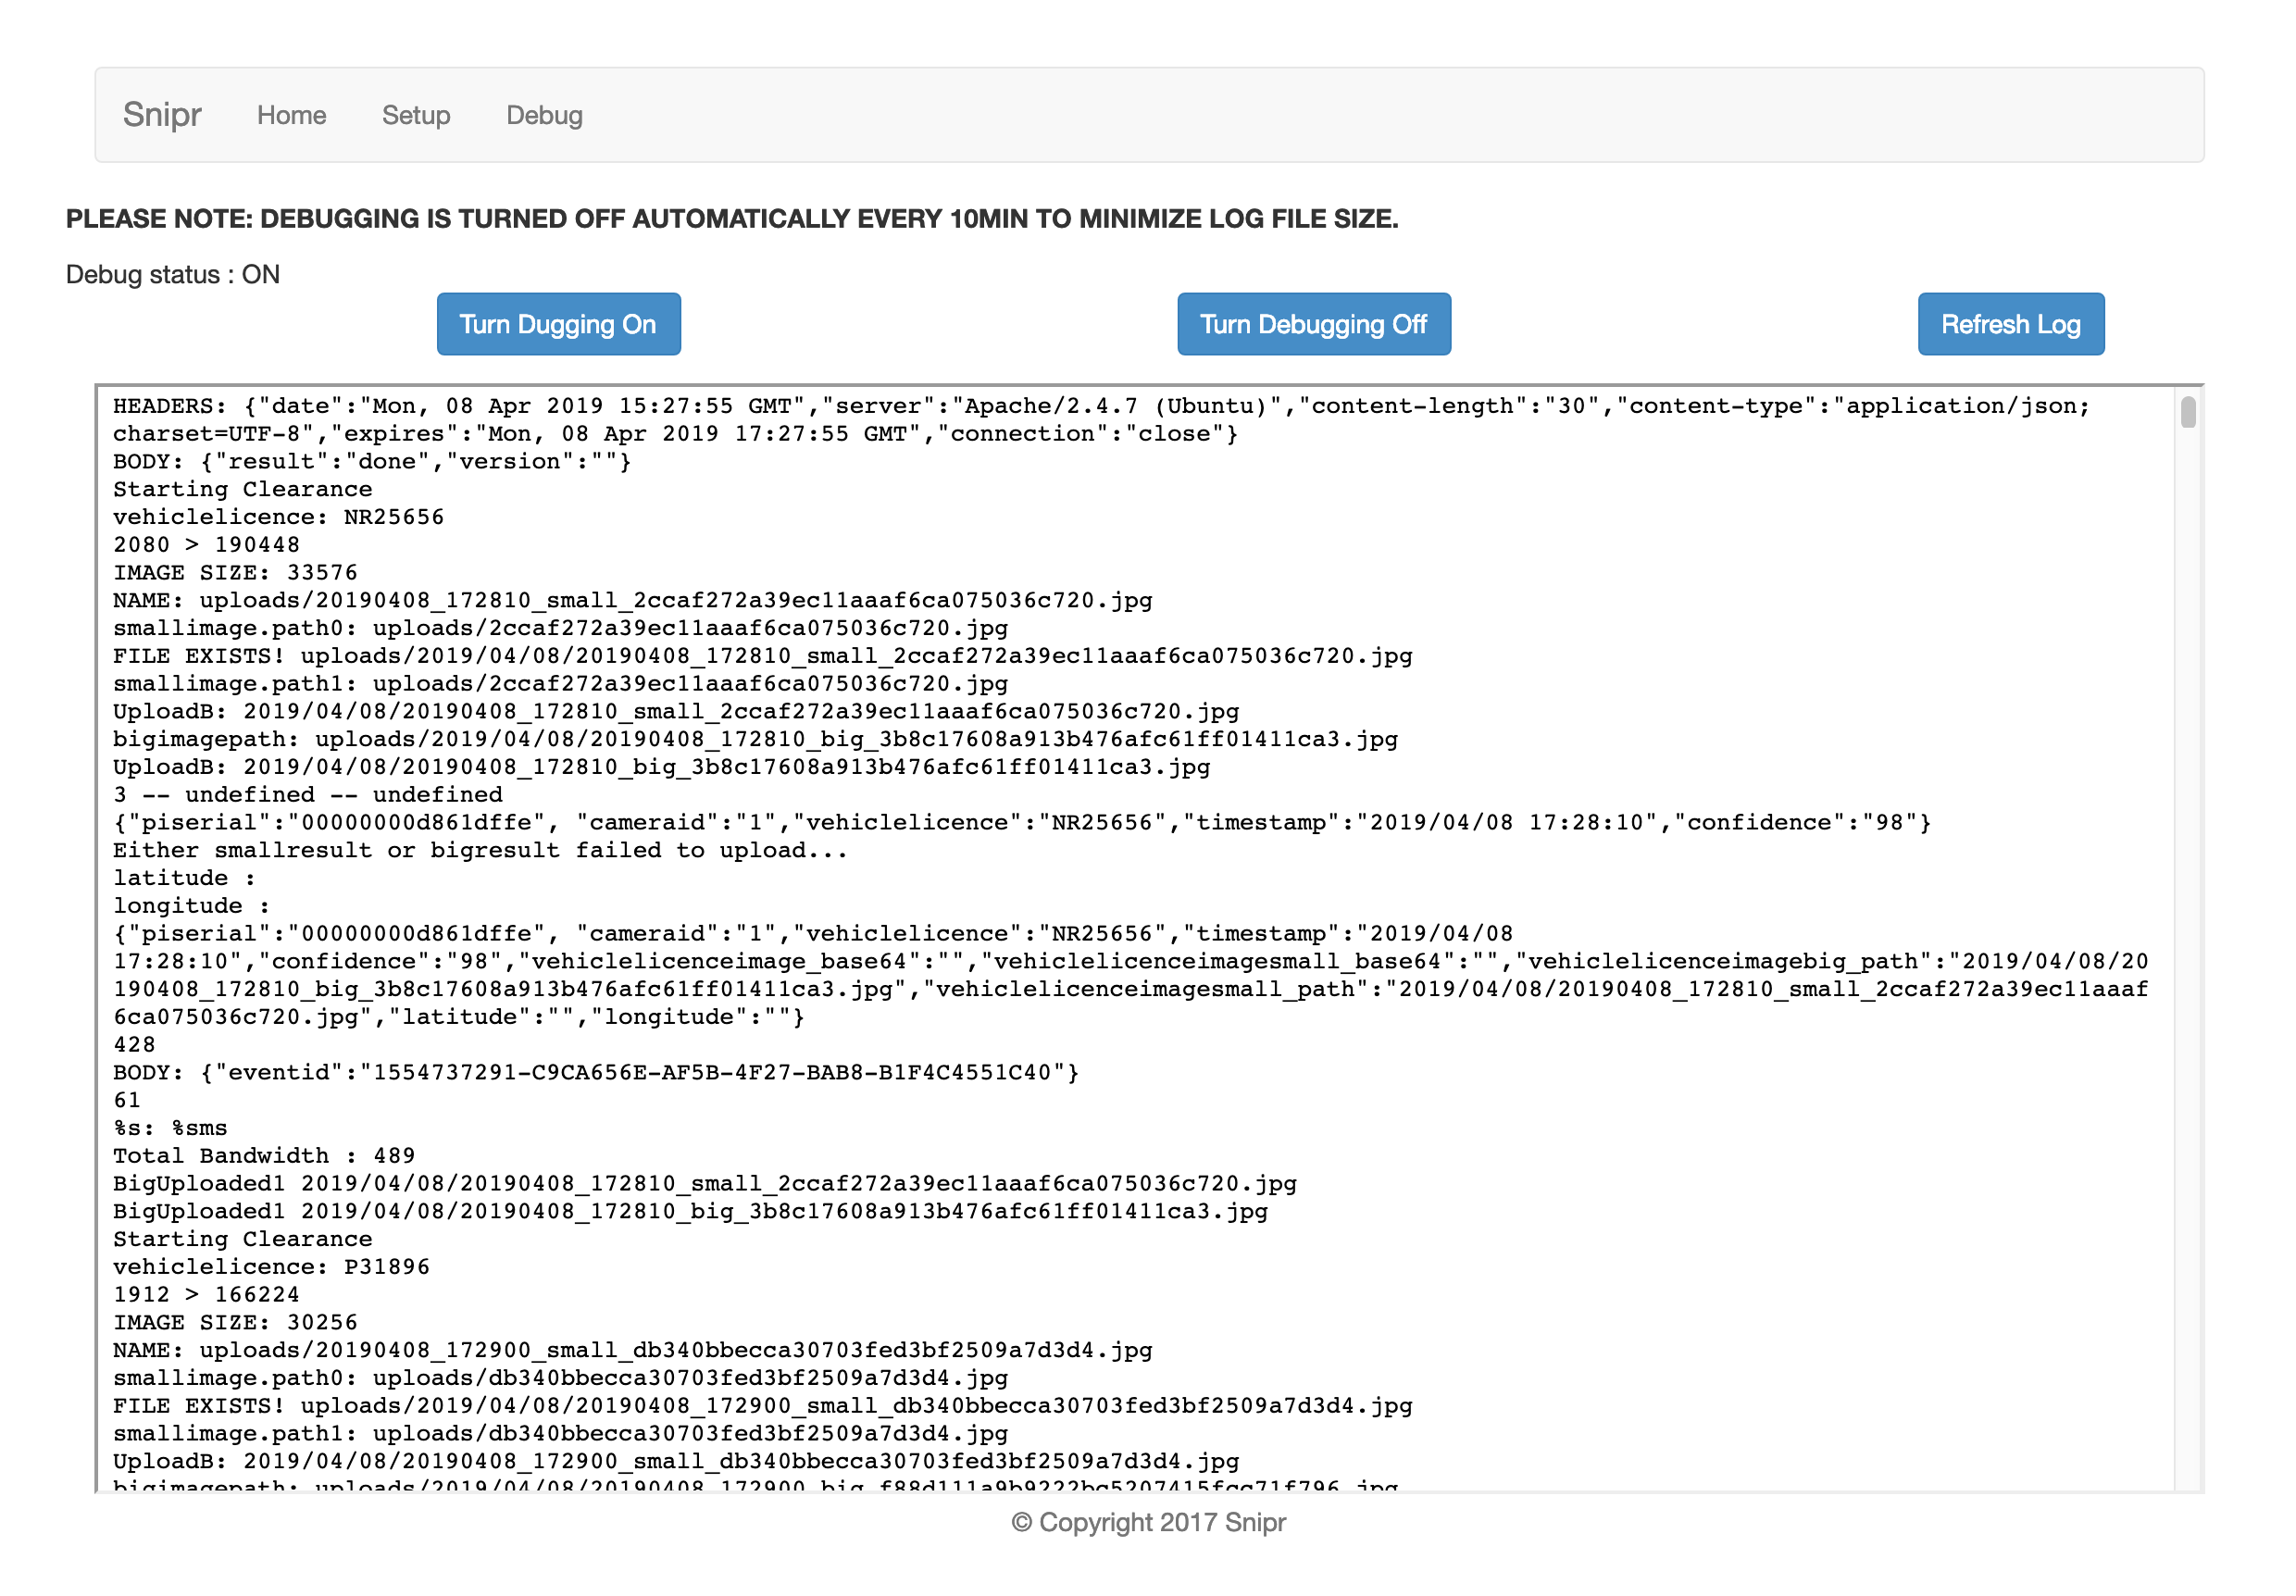 Snipr Home Setup Debug
PLEASE NOTE: DEBUGGING IS TURNED OFF AUTOMATICALLY EVERY 10MIN TO MINIMIZE LOG FILE SIZE.
Debug status : ON
Turn Dugging On Turn Debugging Off Refresh Log
HEADERS: {"date":"Mon, 08 Apr 2019 15:27:55 GMT","server":"Apache/2.4.7 (Ubuntu)","content-length":"30","content-type":"application/json;
charset=UTF-8","expires":"Mon, 08 Apr 2019 17:27:55 GMT","connection":"close"}
BODY: {"result":"done","version":""}
Starting Clearance
vehiclelicence: NR25656
2080 > 190448
IMAGE SIZE: 33576
NAME: uploads/20190408_172810_small_2ccaf272a39ec11aaaf6ca075036c720.jpg
smallimage.path0: uploads/2ccaf272a39ec11aaaf6ca075036c720.jpg
FILE EXISTS! uploads/2019/04/08/20190408_172810_small_2ccaf272a39ec11aaaf6ca075036c720.jpg
smallimage.path1: uploads/2ccaf272a39ec11aaaf6ca075036c720.jpg
UploadB: 2019/04/08/20190408_172810_small_2ccaf272a39ec11aaaf6ca075036c720.jpg
bigimagepath: uploads/2019/04/08/20190408_172810_big_3b8c17608a913b476afc61ff01411ca3.jpg
UploadB: 2019/04/08/20190408_172810_big_3b8c17608a913b476afc61ff01411ca3.jpg
3 -- undefined -- undefined
{"piserial":"00000000d861dffe", "cameraid":"1","vehiclelicence":"NR25656","timestamp":"2019/04/08 17:28:10","confidence":"98"}
Either smallresult or bigresult failed to upload...
latitude :
longitude :
{"piserial":"00000000d861dffe", "cameraid":"1","vehiclelicence":"NR25656","timestamp":"2019/04/08
17:28:10","confidence":"98","vehiclelicenceimage_base64":"","vehiclelicenceimagesmall_base64":"","vehiclelicenceimagebig_path":"2019/04/08/20
190408_172810_big_3b8c17608a913b476afc61ff01411ca3.jpg","vehiclelicenceimagesmall_path":"2019/04/08/20190408_172810_small_2ccaf272a39ec11aaaf
6ca075036c720.jpg","latitude":"","longitude":""}
428
BODY: {"eventid":"1554737291-C9CA656E-AF5B-4F27-BAB8-B1F4C4551C40"}
61
%s: %sms
Total Bandwidth : 489
BigUploaded1 2019/04/08/20190408_172810_small_2ccaf272a39ec11aaaf6ca075036c720.jpg
BigUploaded1 2019/04/08/20190408_172810_big_3b8c17608a913b476afc61ff01411ca3.jpg
Starting Clearance
vehiclelicence: P31896
1912 > 166224
IMAGE SIZE: 30256
NAME: uploads/20190408_172900_small_db340bbecca30703fed3bf2509a7d3d4.jpg
smallimage.path0: uploads/db340bbecca30703fed3bf2509a7d3d4.jpg
FILE EXISTS! uploads/2019/04/08/20190408_172900_small_db340bbecca30703fed3bf2509a7d3d4.jpg
smallimage.path1: uploads/db340bbecca30703fed3bf2509a7d3d4.jpg
UploadB: 2019/04/08/20190408_172900_small_db340bbecca30703fed3bf2509a7d3d4.jpg
bigimagepath:
© Copyright 2017 Snipr